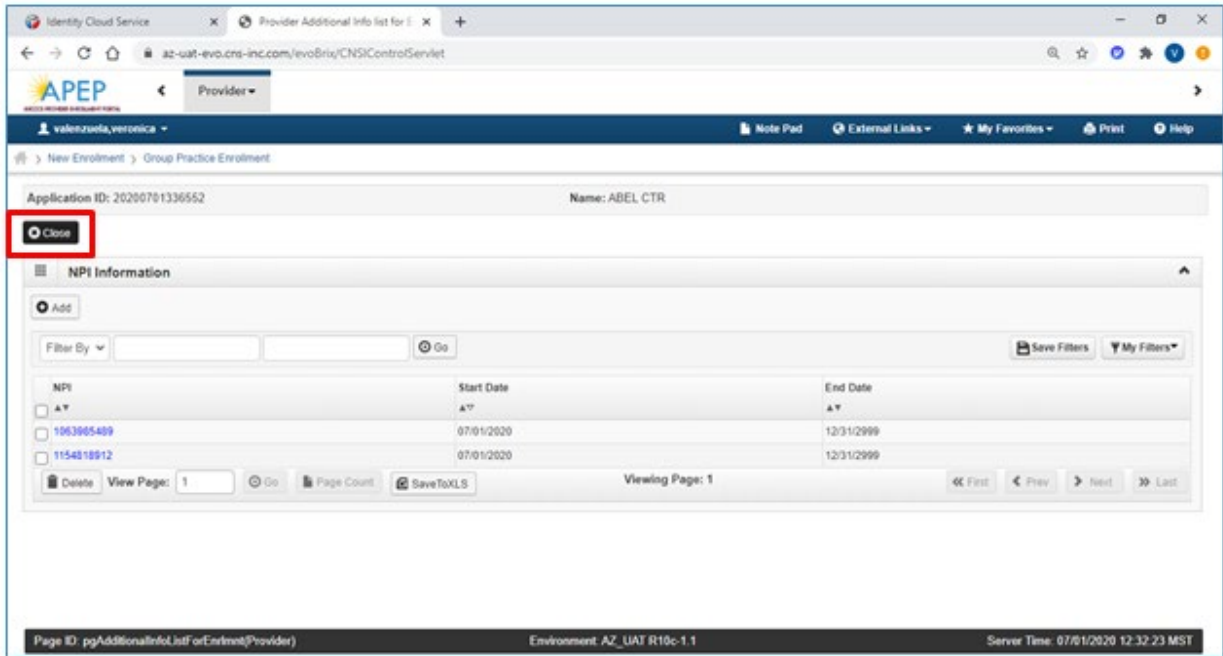 Identity Cloud Service
Provider Additional Info list for E
az-uat-evo.cns-inc.com/evoBrix/CNSIControlServlet
V
APEP
Provider
valenzuela,veronica
Note Pad External Links My Favorites Print Help
> New Enrolment > Group Practice Enrolment
Application ID: 20200701336552 Name: ABEL CTR
Close
NPI Information
Add
Filter By Go Save Filters My Filters
NPI Start Date End Date
1063985489 07/01/2020 12/31/2999
1154818912 07/01/2020 12/31/2999
Delete View Page: 1 Go Page Count SaveToXLS Viewing Page: 1 First Prev Next Last
Page ID: pgAdditionalInfoListForEnrlmnt(Provider) Environment: AZ_UAT R10c-1.1 Server Time: 07/01/2020 12:32:23 MST